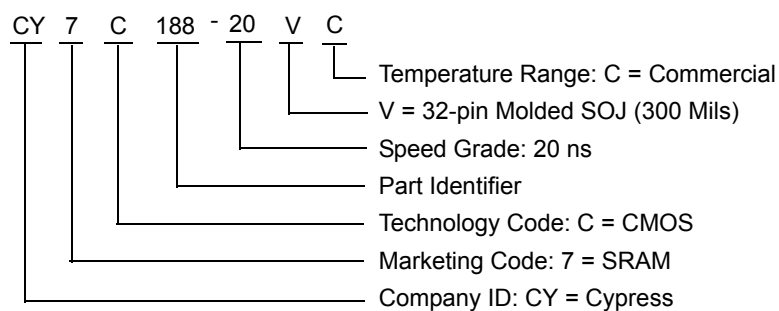 CY 7 C 188 - 20 V C
Temperature Range: C = Commercial
V = 32-pin Molded SOJ (300 Mils)
Speed Grade: 20 ns
Part Identifier
Technology Code: C = CMOS
Marketing Code: 7 = SRAM
Company ID: CY = Cypress